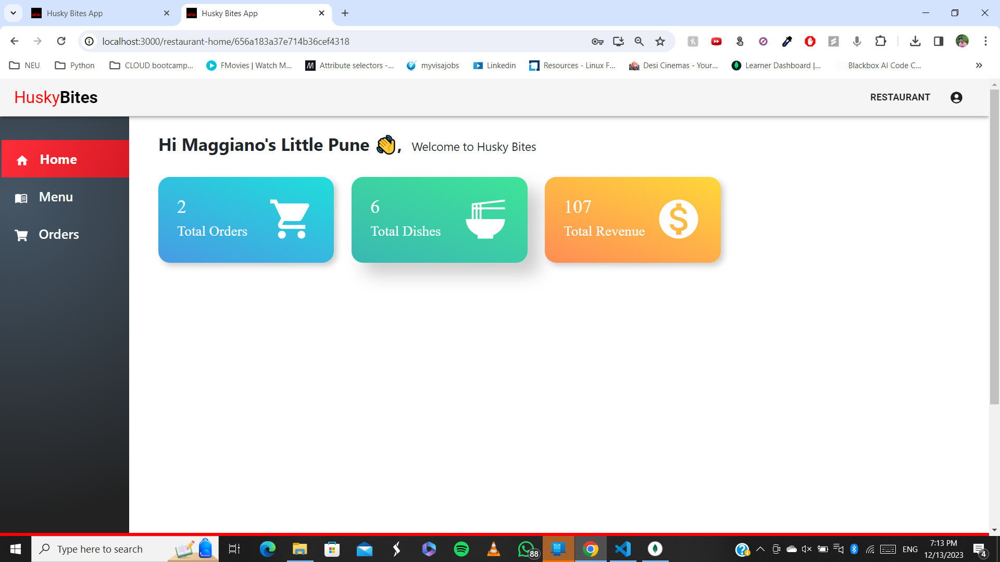 Husky Bites App
Husky Bites App
localhost:3000/restaurant-home/656a183a37e714b36cef4318
NEU
Python
CLOUD bootcamp...
FMovies | Watch M...
Attribute selectors -...
myvisajobs
Linkedin
Resources - Linux F...
Desi Cinemas - Your...
Learner Dashboard |...
Blackbox AI Code C...
HuskyBites
RESTAURANT
Home
Menu
Orders
Hi Maggiano's Little Pune 👋, Welcome to Husky Bites
2
Total Orders
6
Total Dishes
107
Total Revenue
Type here to search
88
ENG
7:13 PM
12/13/2023
4